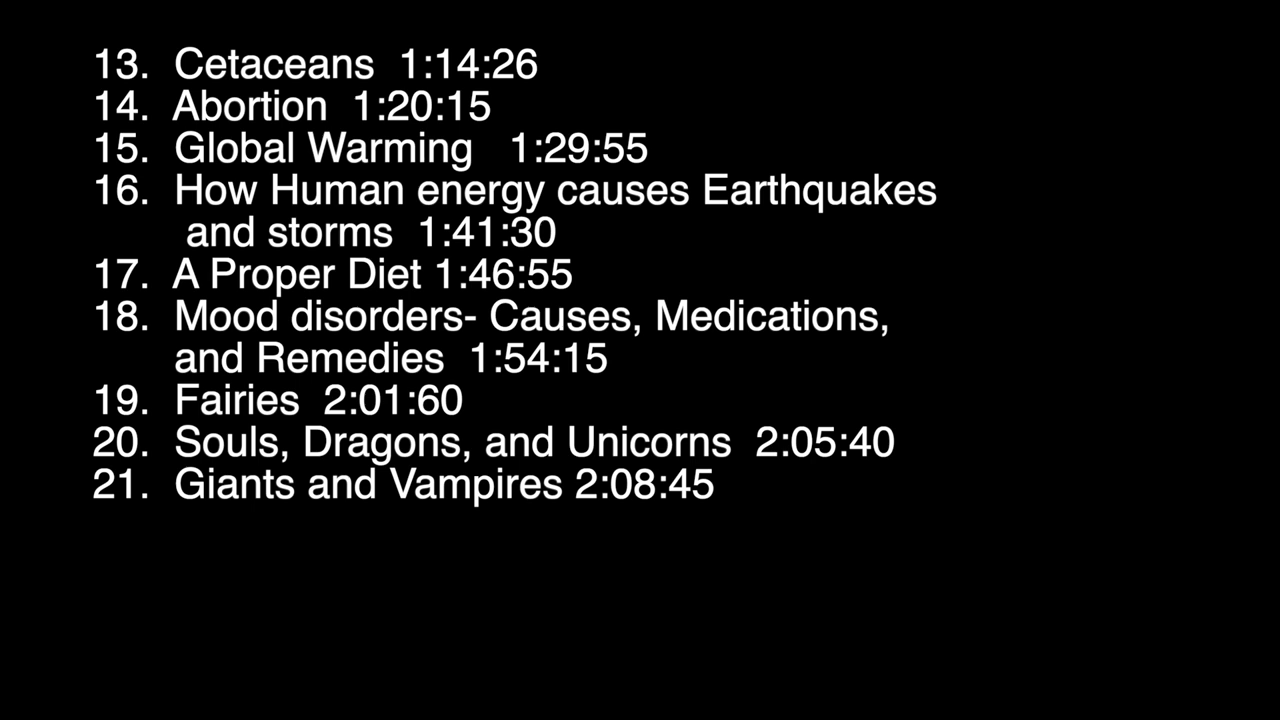 13. Cetaceans 1:14:26
14. Abortion 1:20:15
15. Global Warming 1:29:55
16. How Human energy causes Earthquakes
and storms 1:41:30
17. A Proper Diet 1:46:55
18. Mood disorders- Causes, Medications,
and Remedies 1:54:15
19. Fairies 2:01:60
20. Souls, Dragons, and Unicorns 2:05:40
21. Giants and Vampires 2:08:45